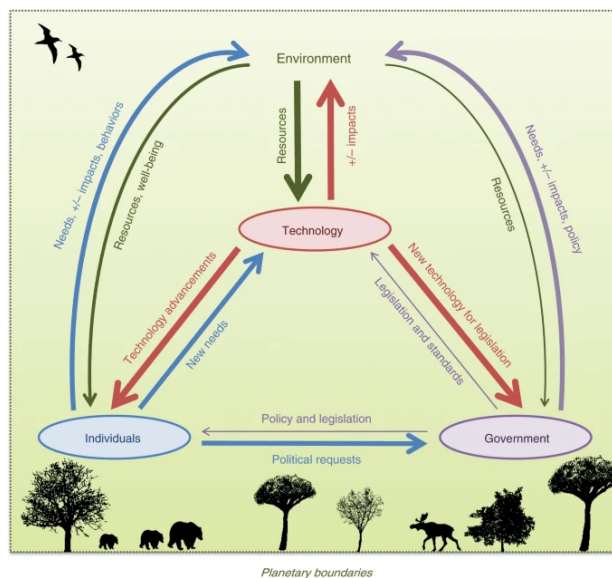 Environment
Needs, +/− impacts, behaviors
Resources, well-being
Resources
+/− impacts
Resources
Needs, +/− impacts, policy
Technology
Technology advancements
New needs
New technology for legislation
Legislation and standards
Individuals
Policy and legislation
Political requests
Government
Planetary boundaries